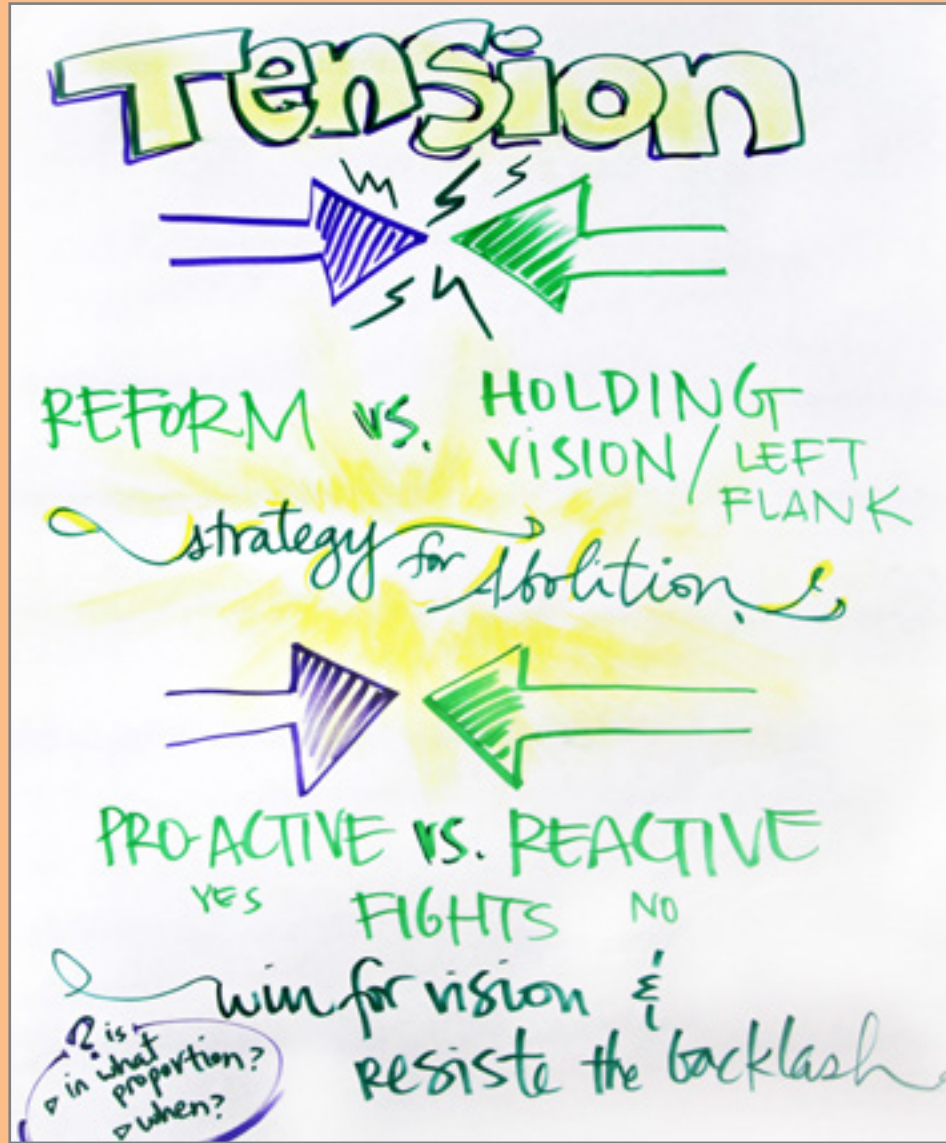 Tension
REFORM vs. HOLDING
VISION / LEFT
FLANK
strategy for Abolition
PRO-ACTIVE vs. REACTIVE
YES FIGHTS NO
win for vision &
resiste the backlash
? is
in what
proportion?
when?